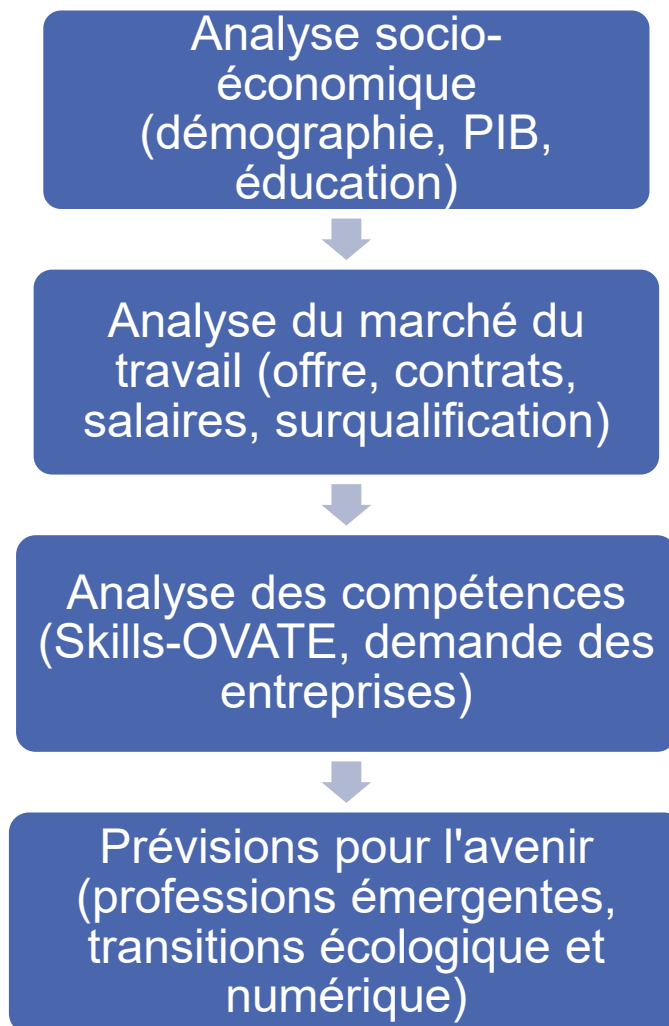 Analyse socio-
économique
(démographie, PIB,
éducation)
Analyse du marché du
travail (offre, contrats,
salaires, surqualification)
Analyse des compétences
(Skills-OVATE, demande des
entreprises)
Prévisions pour l'avenir
(professions émergentes,
transitions écologique et
numérique)